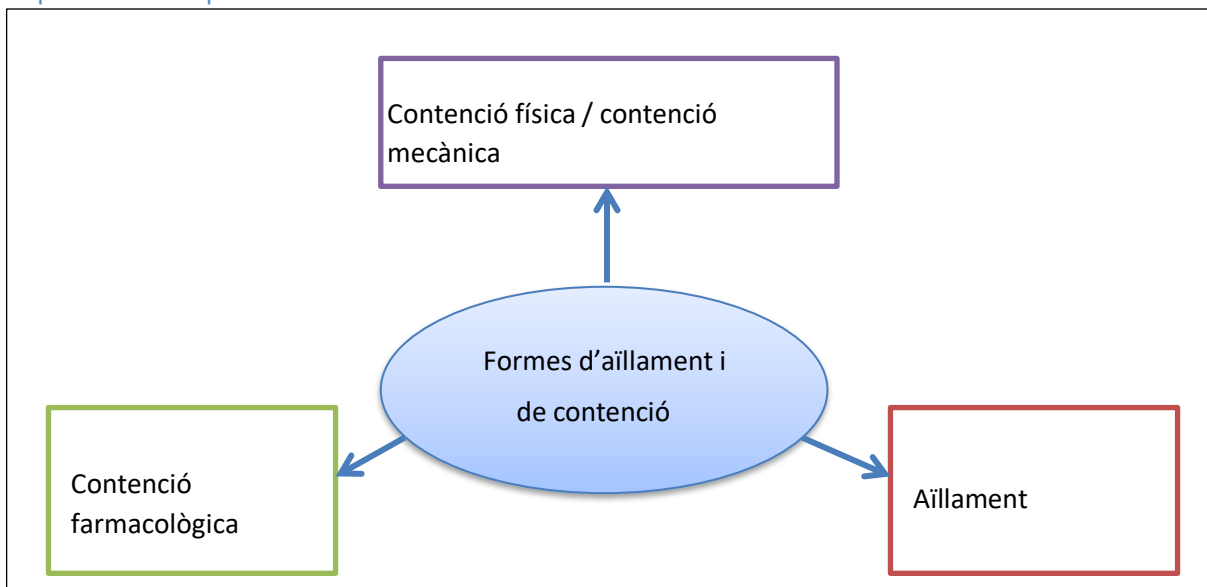 Contenció física / contenció
mecànica
Formes d’aïllament i
de contenció
Contenció
farmacològica
Aïllament